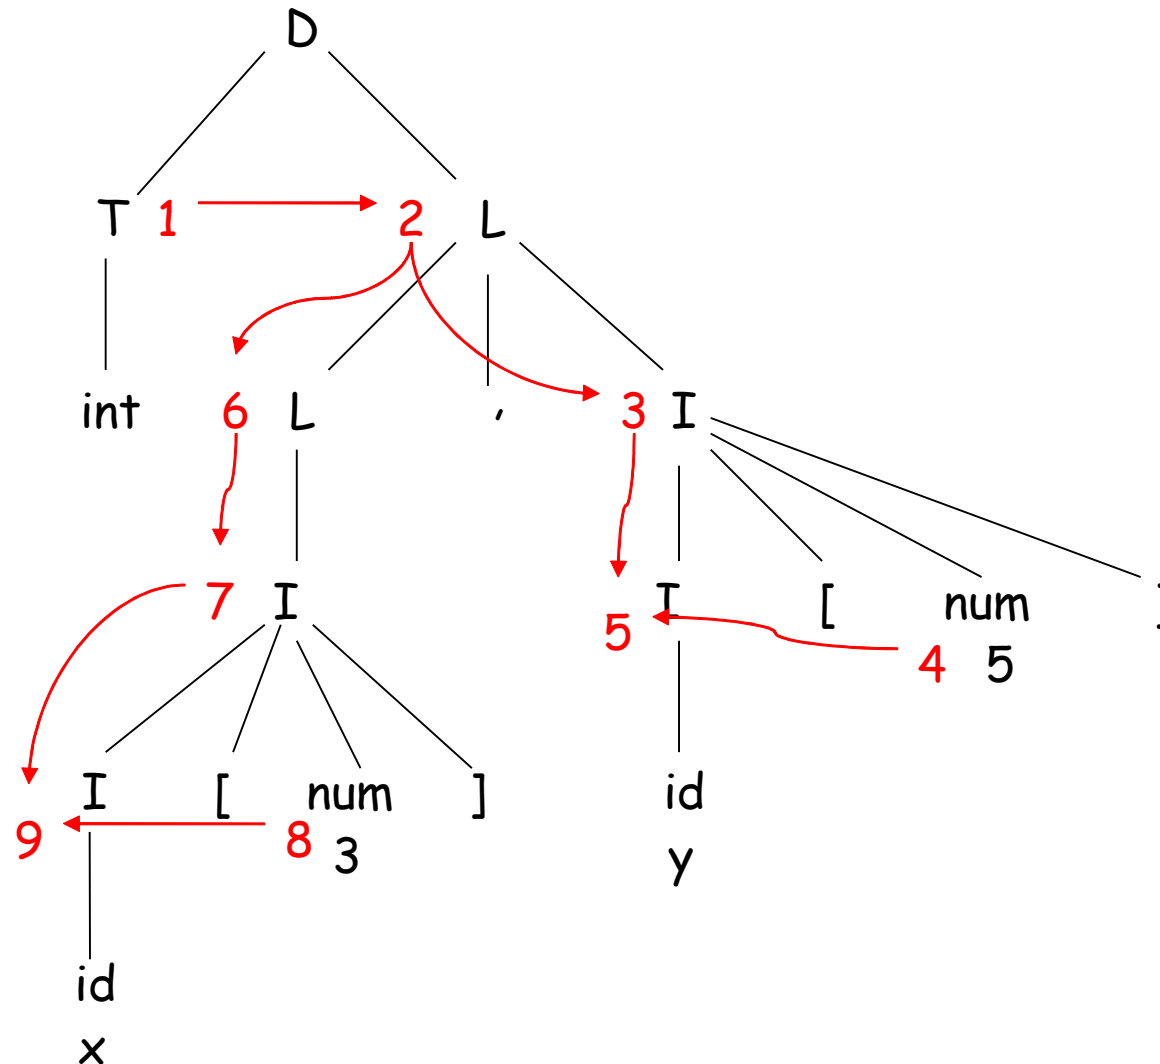 D
T 1 2 L
int 6 L , 3 I
7 I 5 I [ num ]
4 5
I [ num ] id
9 8 3 y
id
x